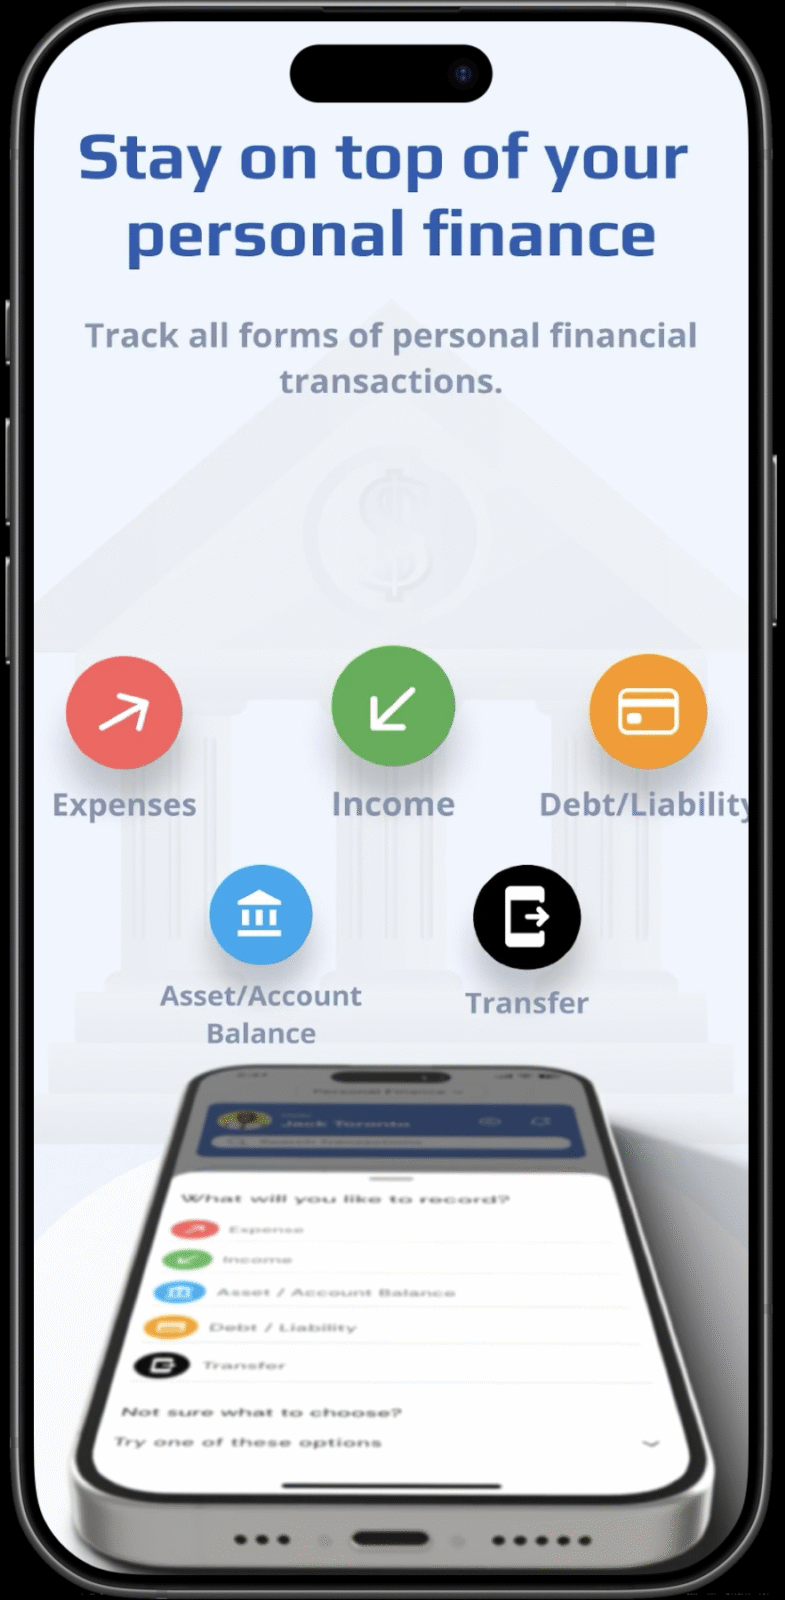 Stay on top of your
personal finance
Track all forms of personal financial
transactions.
Expenses
Income
Debt/Liability
Asset/Account
Balance
Transfer
Personal Finance
Jack Toronto
Search transactions
What will you like to record?
Expense
Income
Asset / Account Balance
Debt / Liability
Transfer
Not sure what to choose?
Try one of these options